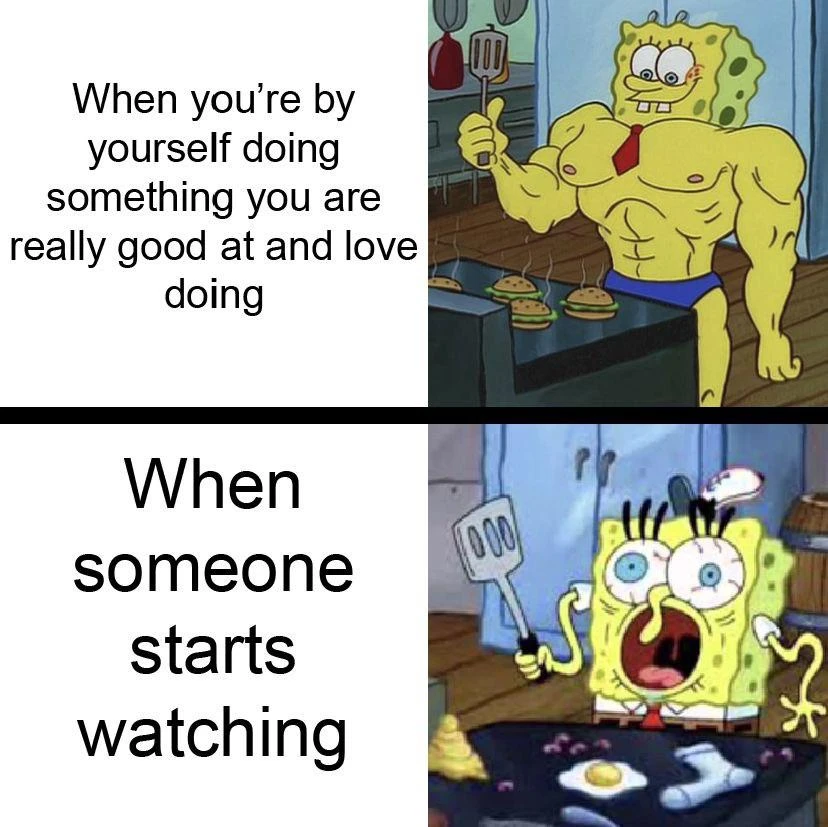 When you’re by
yourself doing
something you are
really good at and love
doing
When
someone
starts
watching